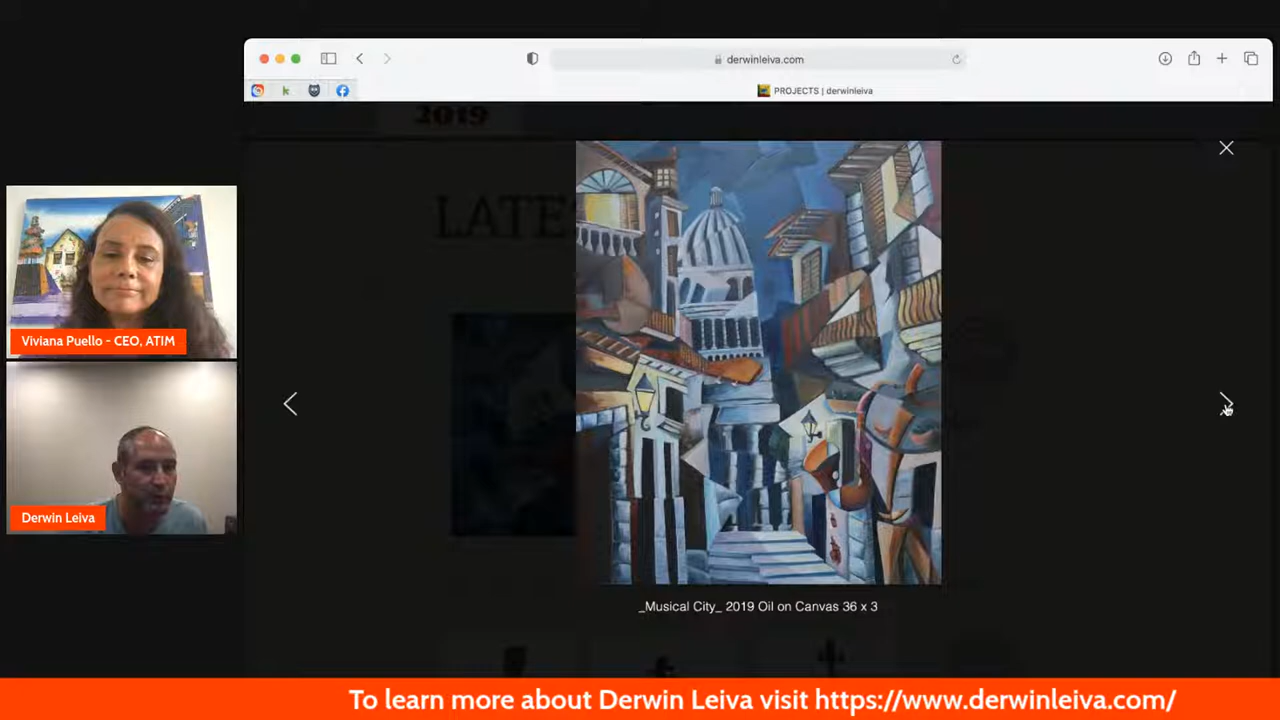 derwinleiva.com
PROJECTS | derwinleiva
2019
LATE
Viviana Puello - CEO, ATIM
Derwin Leiva
_Musical City_ 2019 Oil on Canvas 36 x 3
To learn more about Derwin Leiva visit https://www.derwinleiva.com/